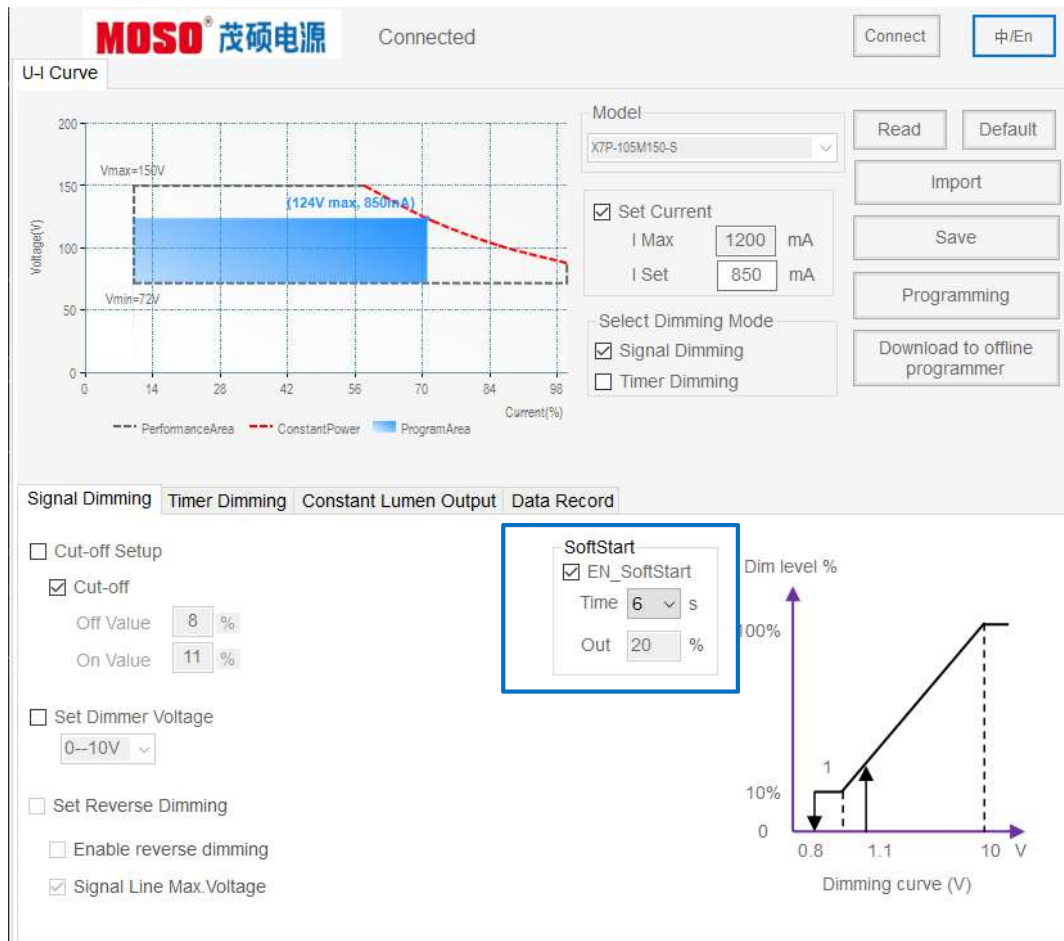 MOSO® 茂硕电源 Connected Connect 中/En
U-I Curve
Model
X7P-105M150-S
Read Default
Import
Save
Programming
Download to offline
programmer
Set Current
I Max 1200 mA
I Set 850 mA
Select Dimming Mode
Signal Dimming
Timer Dimming
Voltage(V)
200
150
100
50
0
Vmax=150V
(124V max, 850mA)
Vmin=72V
0 14 28 42 56 70 84 98
Current(%)
PerformanceArea ConstantPower ProgramArea
Signal Dimming Timer Dimming Constant Lumen Output Data Record
Cut-off Setup
Cut-off
Off Value 8 %
On Value 11 %
Set Dimmer Voltage
0--10V
Set Reverse Dimming
Enable reverse dimming
Signal Line Max.Voltage
SoftStart
EN_SoftStart
Time 6 s
Out 20 %
Dim level %
100%
1
10%
0
0.8 1.1 10 V
Dimming curve (V)